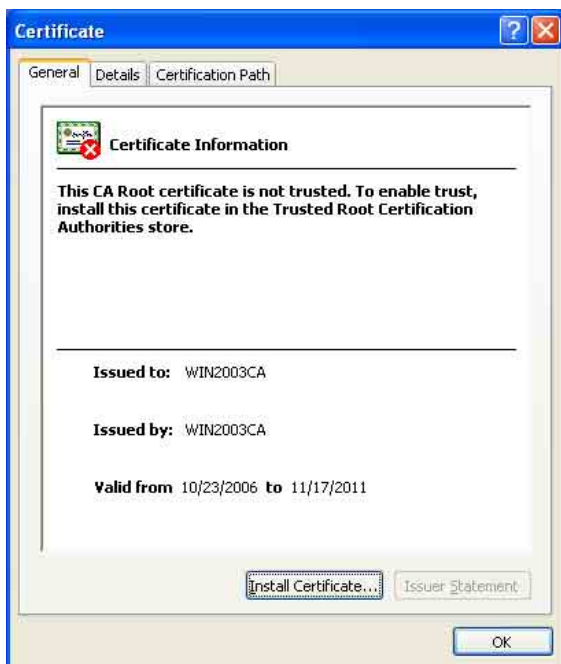 Certificate
General Details Certification Path
Certificate Information
This CA Root certificate is not trusted. To enable trust,
install this certificate in the Trusted Root Certification
Authorities store.
Issued to: WIN2003CA
Issued by: WIN2003CA
Valid from 10/23/2006 to 11/17/2011
Install Certificate... Issuer Statement
OK